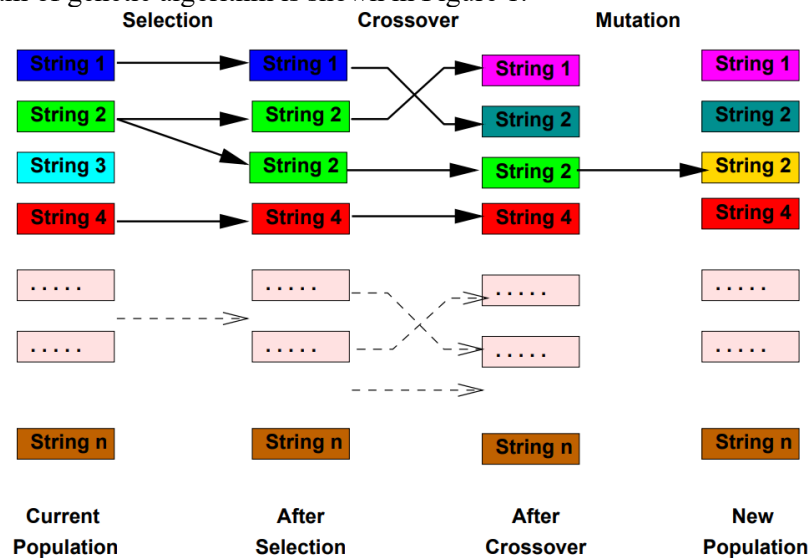 Selection Crossover Mutation
String 1 String 1 String 1 String 1
String 2 String 2 String 2 String 2
String 3 String 2 String 2 String 2
String 4 String 4 String 4 String 4
..... ..... ..... .....
..... ..... ..... .....
String n String n String n String n
Current After After New
Population Selection Crossover Population